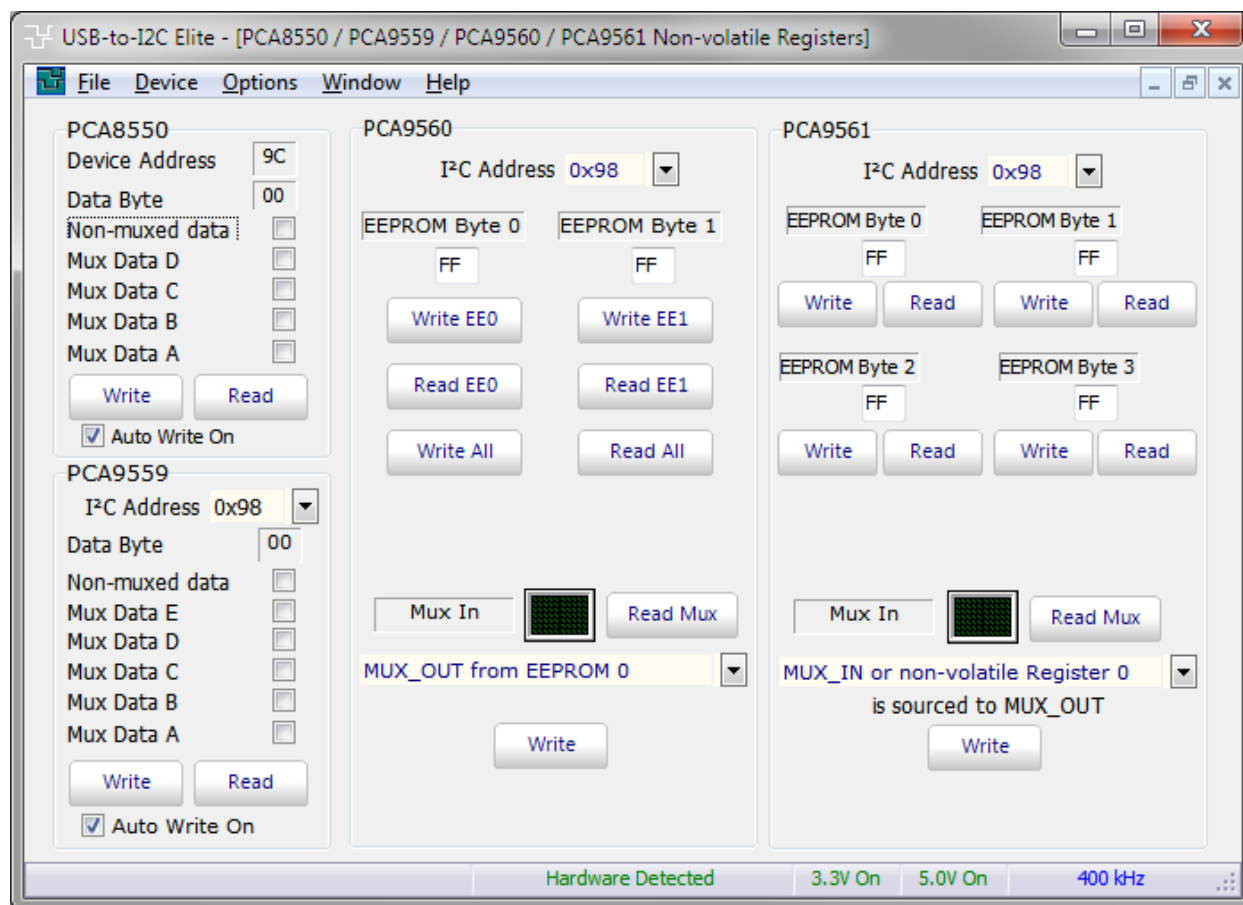 USB-to-I2C Elite - [PCA8550 / PCA9559 / PCA9560 / PCA9561 Non-volatile Registers]
File Device Options Window Help
PCA8550
Device Address 9C
Data Byte 00
Non-muxed data
Mux Data D
Mux Data C
Mux Data B
Mux Data A
Write Read
Auto Write On
PCA9559
I²C Address 0x98
Data Byte 00
Non-muxed data
Mux Data E
Mux Data D
Mux Data C
Mux Data B
Mux Data A
Write Read
Auto Write On
PCA9560
I²C Address 0x98
EEPROM Byte 0 EEPROM Byte 1
FF FF
Write EE0 Write EE1
Read EE0 Read EE1
Write All Read All
Mux In Read Mux
MUX_OUT from EEPROM 0
Write
PCA9561
I²C Address 0x98
EEPROM Byte 0 EEPROM Byte 1
FF FF
Write Read Write Read
EEPROM Byte 2 EEPROM Byte 3
FF FF
Write Read Write Read
Mux In Read Mux
MUX_IN or non-volatile Register 0
is sourced to MUX_OUT
Write
Hardware Detected 3.3V On 5.0V On 400 kHz